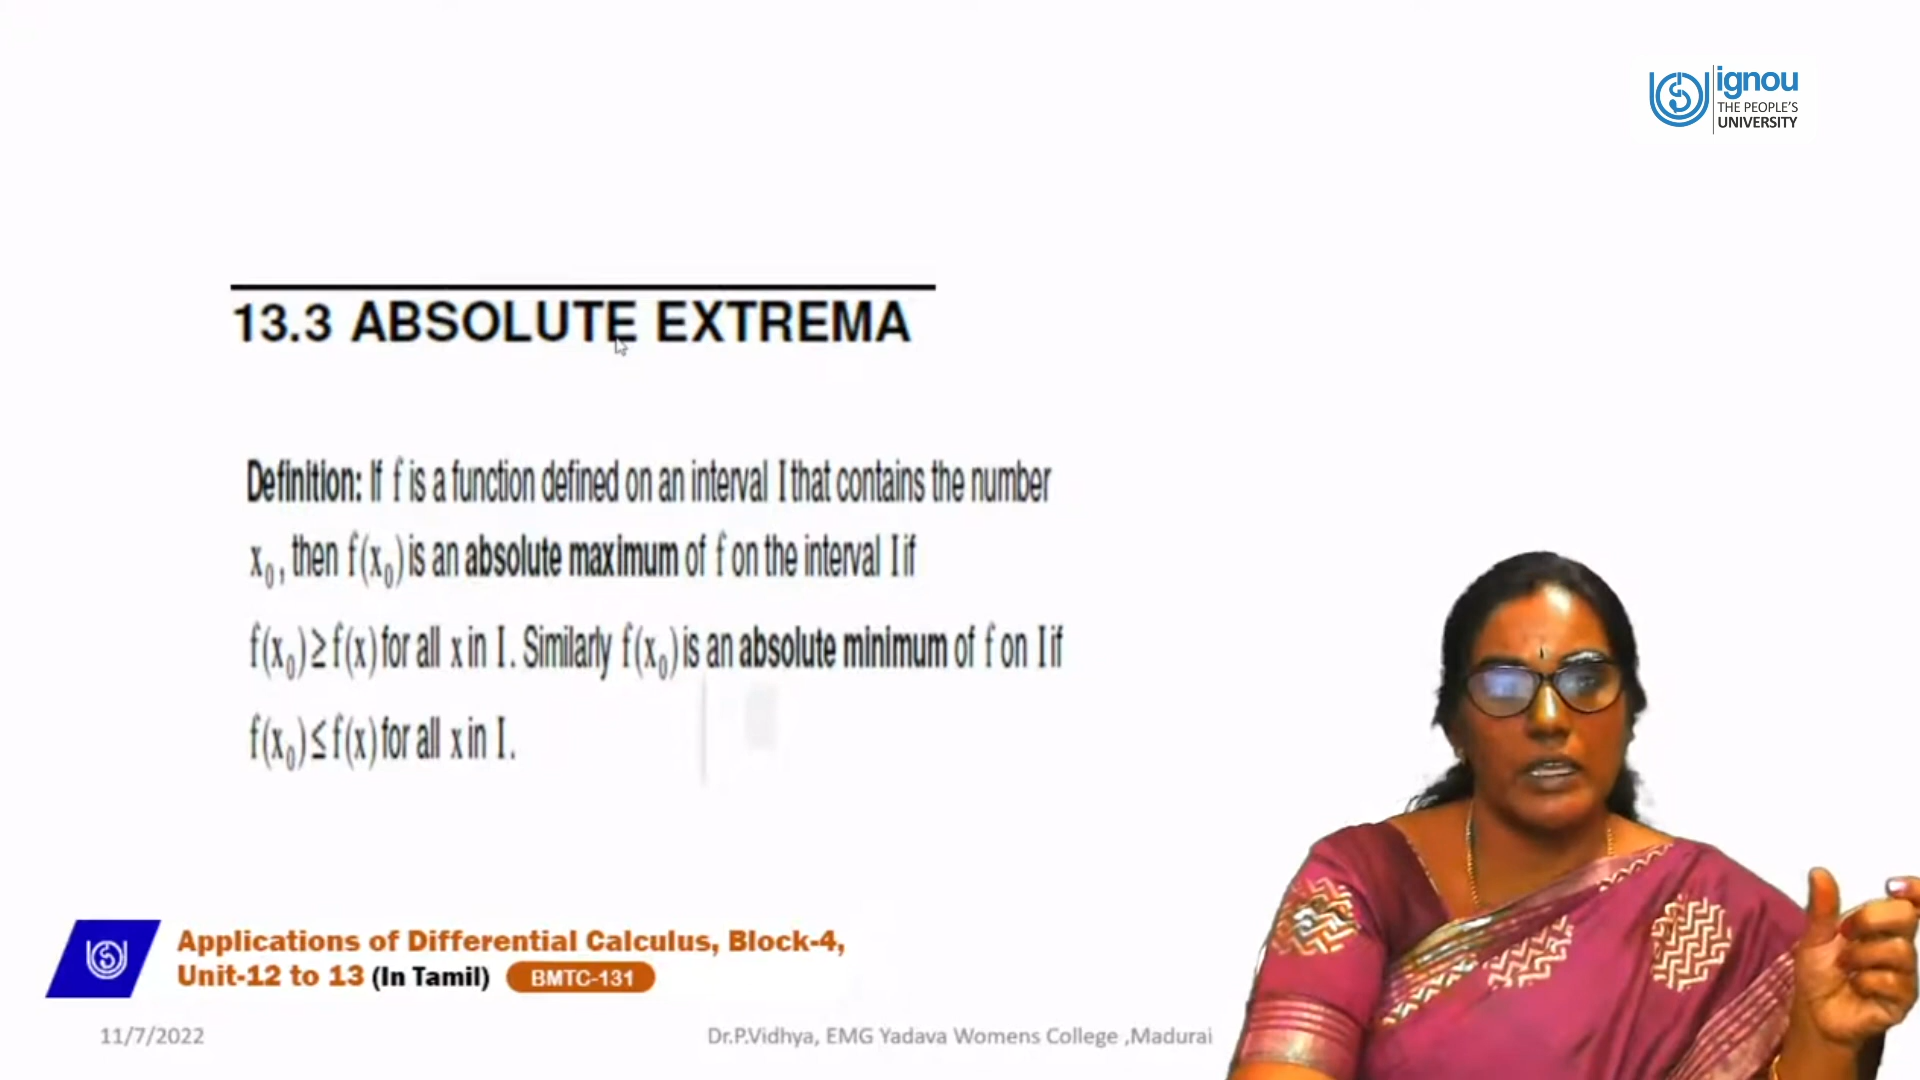 ignou
THE PEOPLE'S
UNIVERSITY
13.3 ABSOLUTE EXTREMA
Definition: If f is a function defined on an interval I that contains the number
x₀, then f(x₀) is an absolute maximum of f on the interval I if
f(x₀) ≥ f(x) for all x in I. Similarly f(x₀) is an absolute minimum of f on I if
f(x₀) ≤ f(x) for all x in I.
Applications of Differential Calculus, Block-4,
Unit-12 to 13 (In Tamil) BMTC-131
11/7/2022
Dr.P.Vidhya, EMG Yadava Womens College ,Madurai